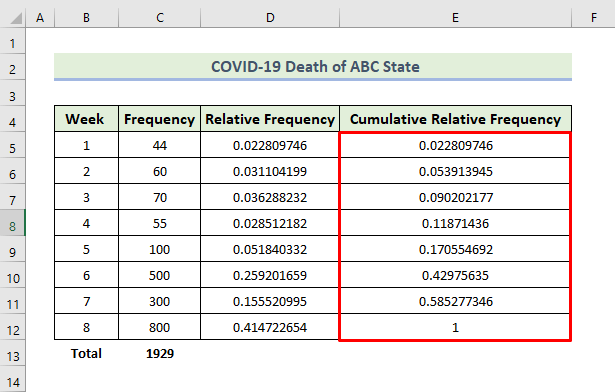 A B C D E F
1
2 COVID-19 Death of ABC State
3
4 Week Frequency Relative Frequency Cumulative Relative Frequency
5 1 44 0.022809746 0.022809746
6 2 60 0.031104199 0.053913945
7 3 70 0.036288232 0.090202177
8 4 55 0.028512182 0.11871436
9 5 100 0.051840332 0.170554692
10 6 500 0.259201659 0.42975635
11 7 300 0.155520995 0.585277346
12 8 800 0.414722654 1
13 Total 1929
14